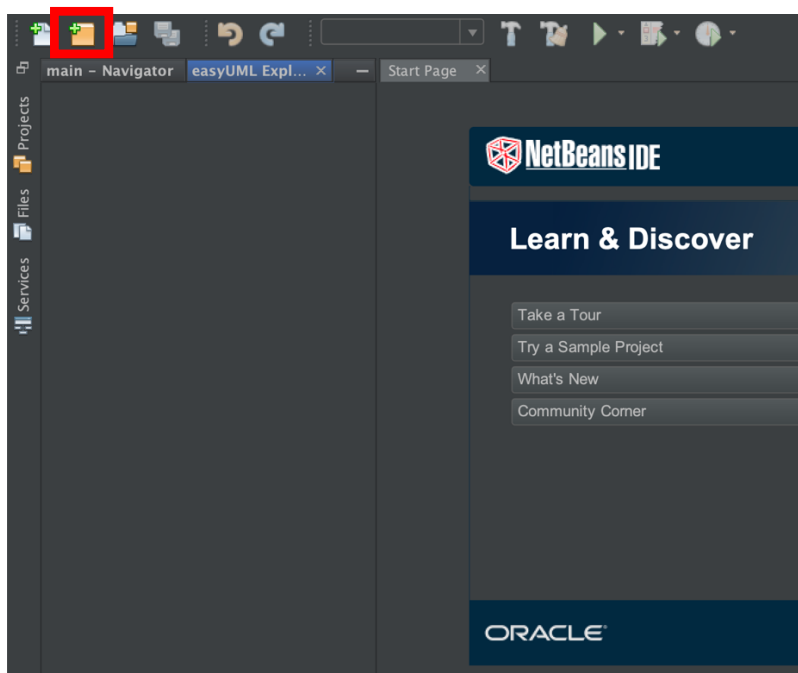 main – Navigator
easyUML Expl...
Start Page
Projects
Files
Services
NetBeans IDE
Learn & Discover
Take a Tour
Try a Sample Project
What's New
Community Corner
ORACLE